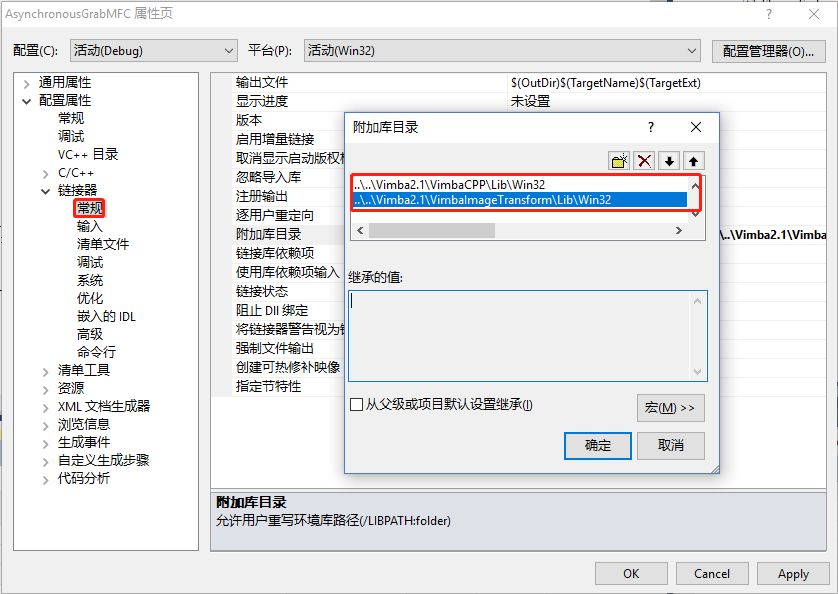 AsynchronousGrabMFC 属性页
?
配置(C):
活动(Debug)
平台(P):
活动(Win32)
配置管理器(O)...
通用属性
配置属性
常规
调试
VC++ 目录
C/C++
链接器
常规
输入
清单文件
调试
系统
优化
嵌入的 IDL
高级
命令行
清单工具
资源
XML 文档生成器
浏览信息
生成事件
自定义生成步骤
代码分析
输出文件
$(OutDir)$(TargetName)$(TargetExt)
显示进度
未设置
版本
启用增量链接
取消显示启动版权
忽略导入库
注册输出
逐用户重定向
附加库目录
\..\Vimba2.1\Vimba
链接库依赖项
使用库依赖项输入
链接状态
阻止 Dll 绑定
将链接器警告视为
强制文件输出
创建可热修补映像
指定节特性
附加库目录
?
..\..\Vimba2.1\VimbaCPP\Lib\Win32
..\..\Vimba2.1\VimbaImageTransform\Lib\Win32
继承的值:
从父级或项目默认设置继承(I)
宏(M) >>
确定
取消
附加库目录
允许用户重写环境库路径(/LIBPATH:folder)
OK
Cancel
Apply